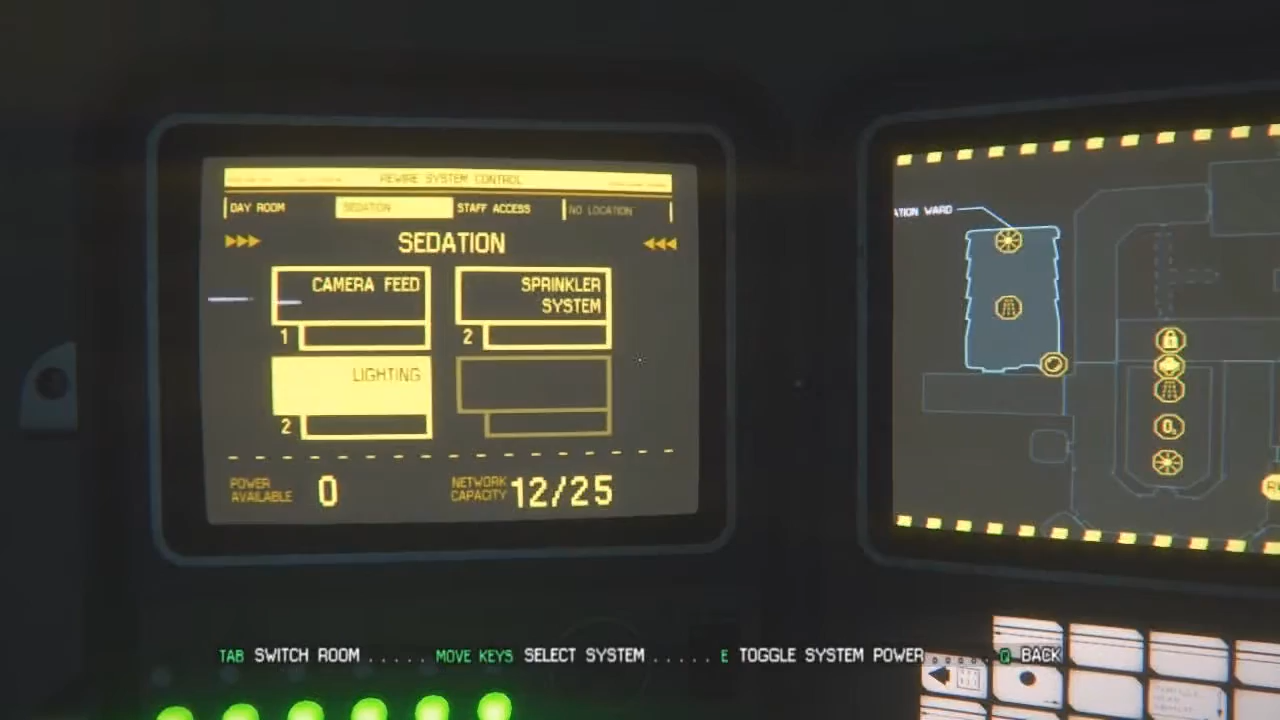 REWIRE SYSTEM CONTROL
DAY ROOM SEDATION STAFF ACCESS NO LOCATION
SEDATION
CAMERA FEED
1
SPRINKLER
SYSTEM
2
LIGHTING
2
POWER
AVAILABLE 0
NETWORK
CAPACITY 12/25
ATION WARD
0
TAB SWITCH ROOM ..... MOVE KEYS SELECT SYSTEM ..... E TOGGLE SYSTEM POWER ..... Q BACK